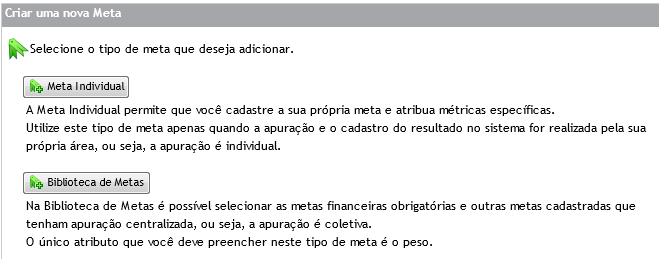 Criar uma nova Meta
Selecione o tipo de meta que deseja adicionar.
Meta Individual
A Meta Individual permite que você cadastre a sua própria meta e atribua métricas específicas.
Utilize este tipo de meta apenas quando a apuração e o cadastro do resultado no sistema for realizada pela sua
própria área, ou seja, a apuração é individual.
Biblioteca de Metas
Na Biblioteca de Metas é possível selecionar as metas financeiras obrigatórias e outras metas cadastradas que
tenham apuração centralizada, ou seja, a apuração é coletiva.
O único atributo que você deve preencher neste tipo de meta é o peso.